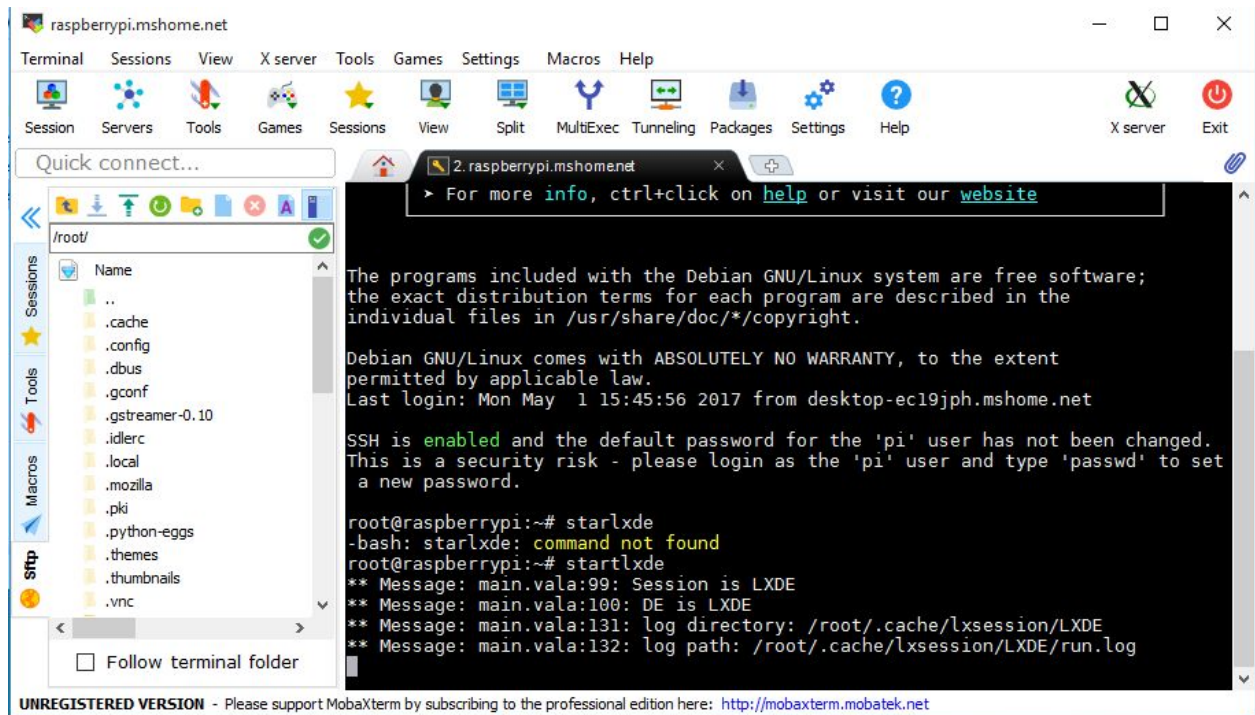 raspberrypi.mshome.net
Terminal Sessions View X server Tools Games Settings Macros Help
Session Servers Tools Games Sessions View Split MultiExec Tunneling Packages Settings Help X server Exit
Quick connect...
2. raspberrypi.mshome.net
/root/
Name
..
.cache
.config
.dbus
.gconf
.gstreamer-0.10
.idlerc
.local
.mozilla
.pki
.python-eggs
.themes
.thumbnails
.vnc
Follow terminal folder
Sessions
Tools
Macros
Sftp
➤ For more info, ctrl+click on help or visit our website
The programs included with the Debian GNU/Linux system are free software;
the exact distribution terms for each program are described in the
individual files in /usr/share/doc/*/copyright.
Debian GNU/Linux comes with ABSOLUTELY NO WARRANTY, to the extent
permitted by applicable law.
Last login: Mon May  1 15:45:56 2017 from desktop-ec19jph.mshome.net
SSH is enabled and the default password for the 'pi' user has not been changed.
This is a security risk - please login as the 'pi' user and type 'passwd' to set
a new password.
root@raspberrypi:~# starlxde
-bash: starlxde: command not found
root@raspberrypi:~# startlxde
** Message: main.vala:99: Session is LXDE
** Message: main.vala:100: DE is LXDE
** Message: main.vala:131: log directory: /root/.cache/lxsession/LXDE
** Message: main.vala:132: log path: /root/.cache/lxsession/LXDE/run.log
UNREGISTERED VERSION - Please support MobaXterm by subscribing to the professional edition here: http://mobaxterm.mobatek.net